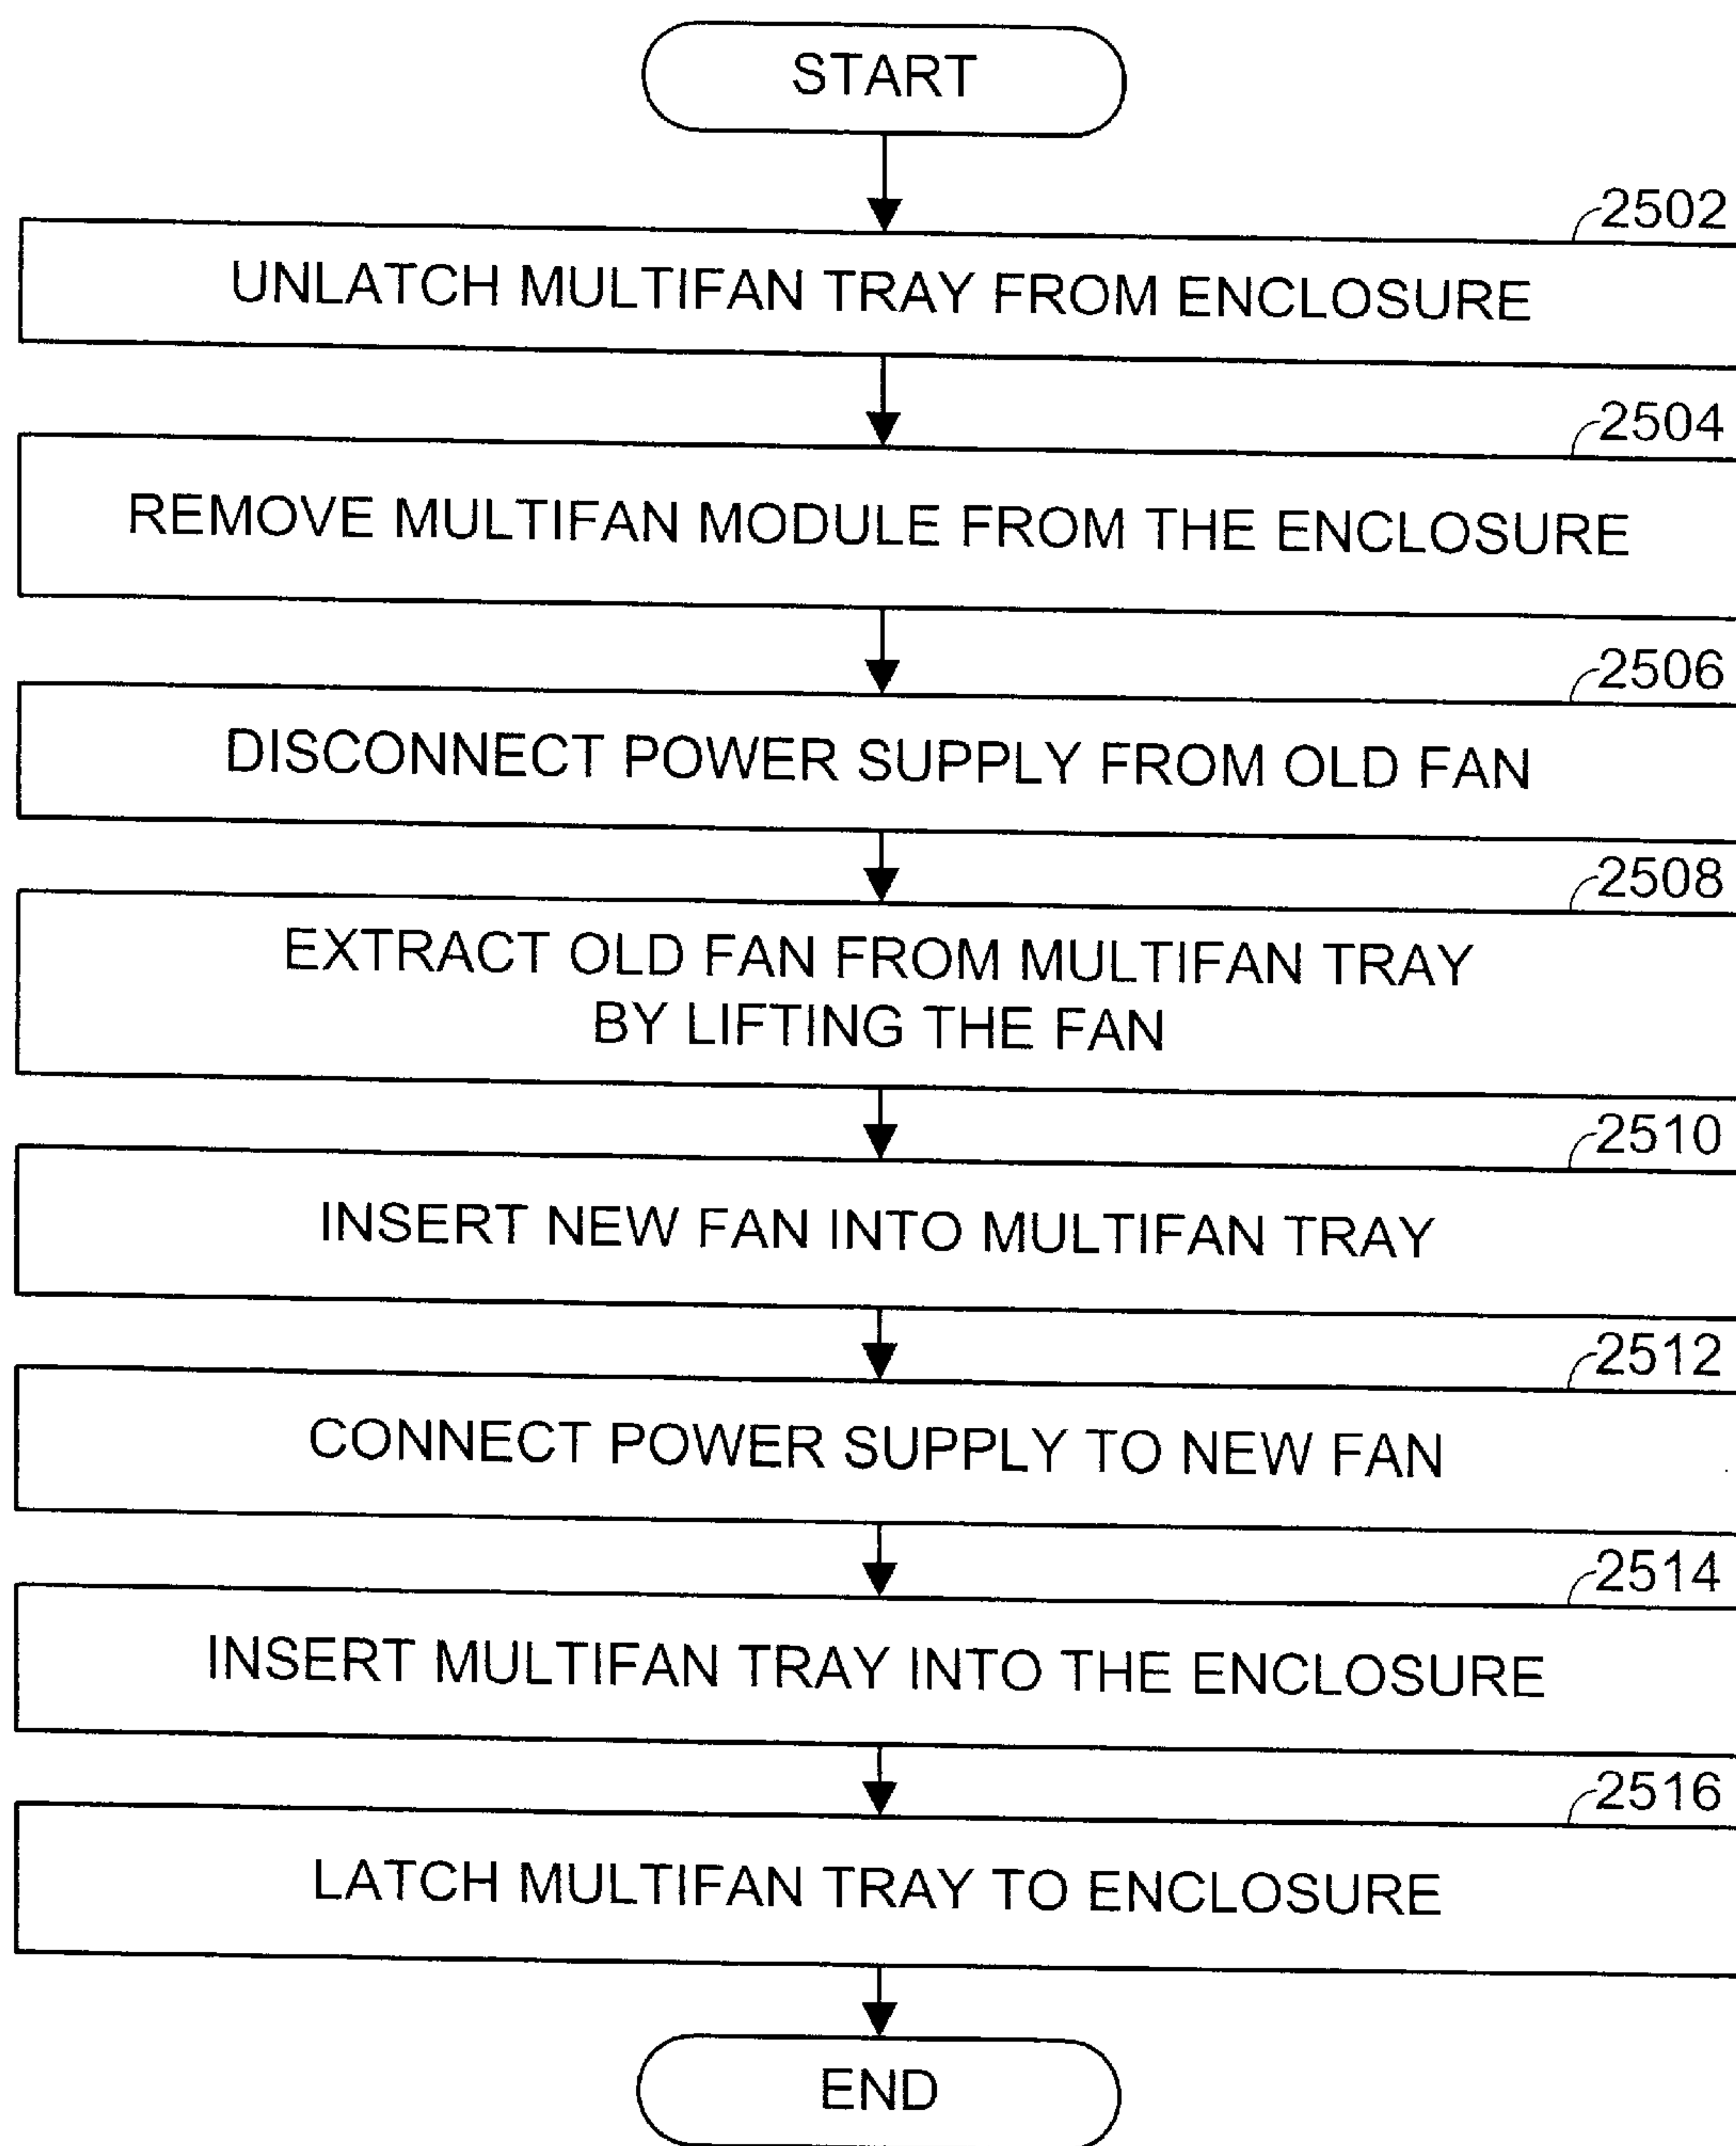 START
2502
UNLATCH MULTIFAN TRAY FROM ENCLOSURE
2504
REMOVE MULTIFAN MODULE FROM THE ENCLOSURE
2506
DISCONNECT POWER SUPPLY FROM OLD FAN
2508
EXTRACT OLD FAN FROM MULTIFAN TRAY
BY LIFTING THE FAN
2510
INSERT NEW FAN INTO MULTIFAN TRAY
2512
CONNECT POWER SUPPLY TO NEW FAN
2514
INSERT MULTIFAN TRAY INTO THE ENCLOSURE
2516
LATCH MULTIFAN TRAY TO ENCLOSURE
END